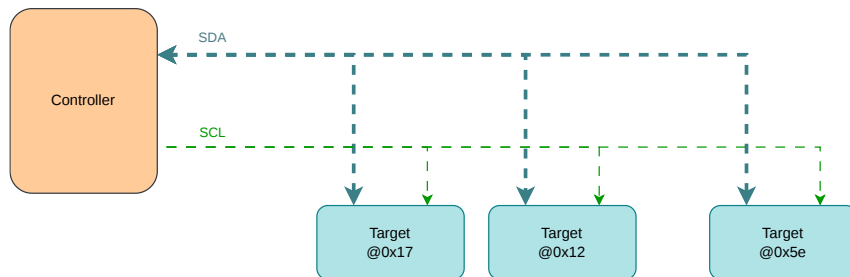 SDA
Controller
SCL
Target
@0x17
Target
@0x12
Target
@0x5e